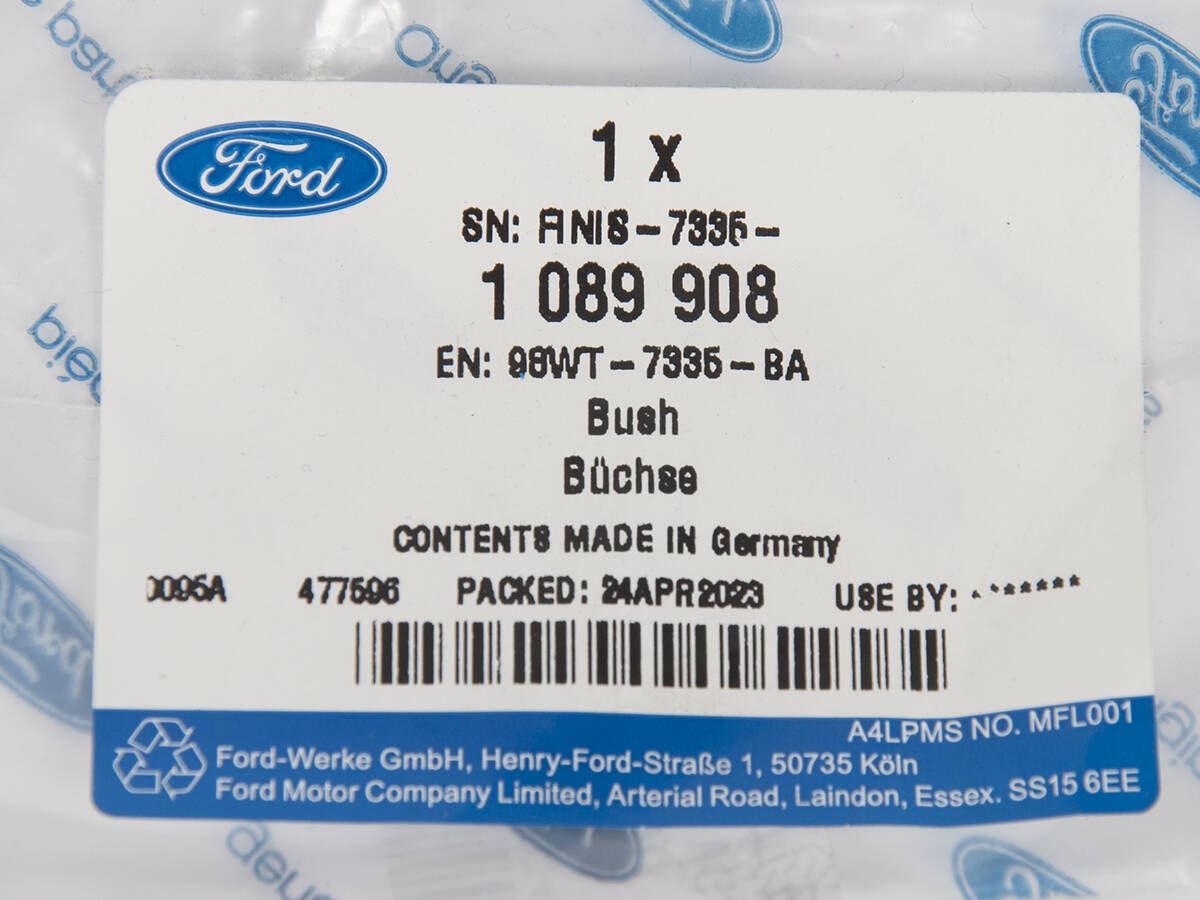 Ford
1 x
SN: FINIS-7335-
1 089 908
EN: 98WT-7335-BA
Bush
Büchse
CONTENTS MADE IN Germany
0095A 477596 PACKED: 24APR2023 USE BY: ********
A4LPMS NO. MFL001
Ford-Werke GmbH, Henry-Ford-Straße 1, 50735 Köln
Ford Motor Company Limited, Arterial Road, Laindon, Essex. SS15 6EE